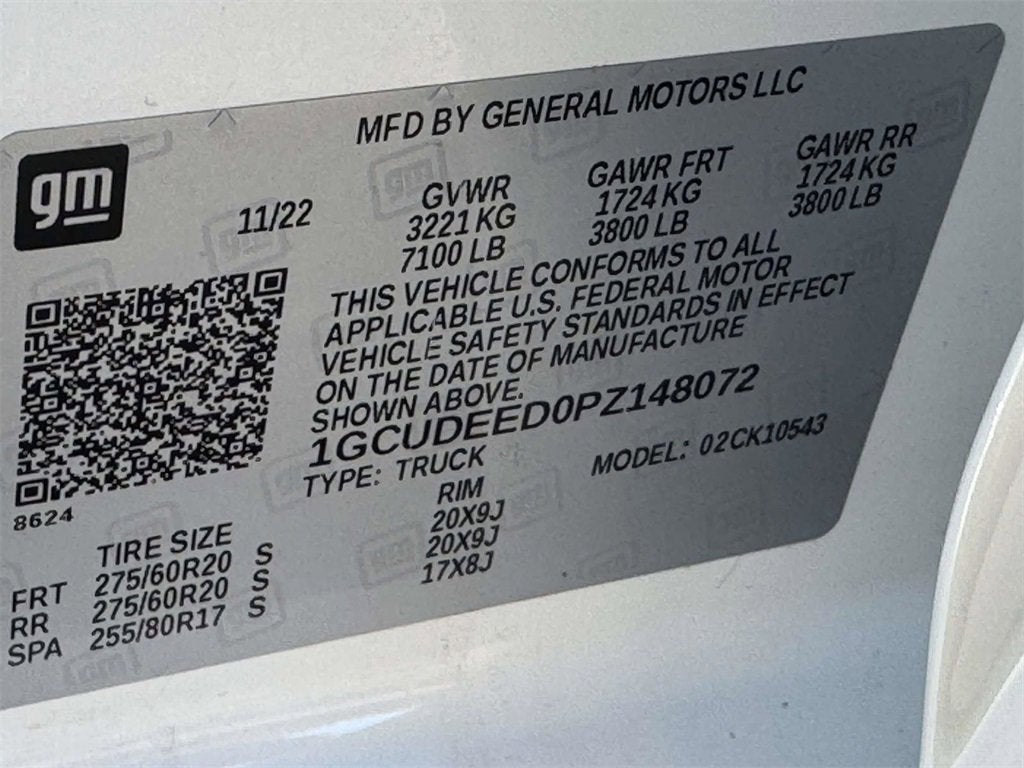 MFD BY GENERAL MOTORS LLC
gm
11/22
GVWR
3221 KG
7100 LB
GAWR FRT
1724 KG
3800 LB
GAWR RR
1724 KG
3800 LB
THIS VEHICLE CONFORMS TO ALL
APPLICABLE U.S. FEDERAL MOTOR
VEHICLE SAFETY STANDARDS IN EFFECT
ON THE DATE OF MANUFACTURE
SHOWN ABOVE.
1GCUDEED0PZ148072
TYPE: TRUCK
MODEL: 02CK10543
8624
TIRE SIZE RIM
FRT 275/60R20 S 20X9J
RR 275/60R20 S 20X9J
SPA 255/80R17 S 17X8J